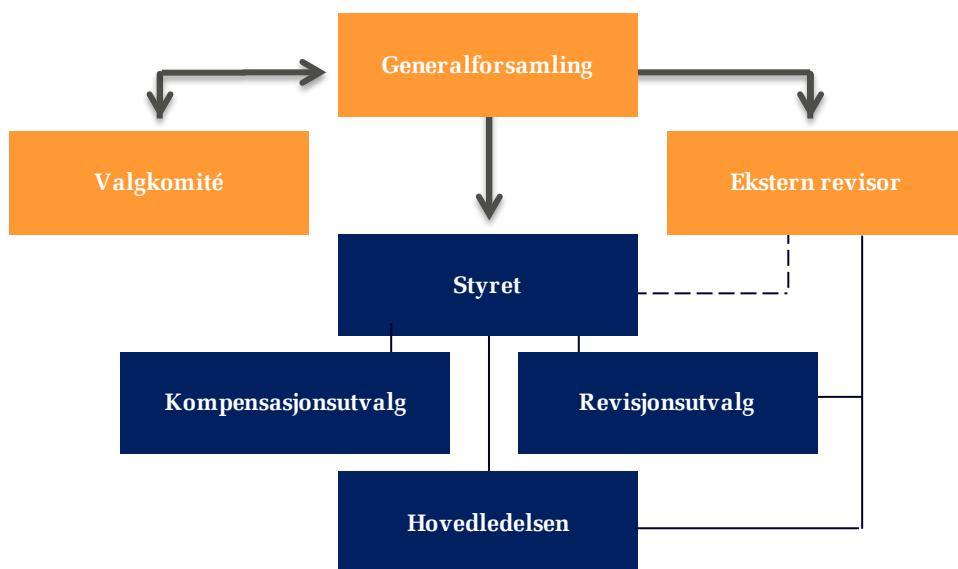 Generalforsamling
Valgkomité
Ekstern revisor
Styret
Kompensasjonsutvalg
Revisjonsutvalg
Hovedledelsen